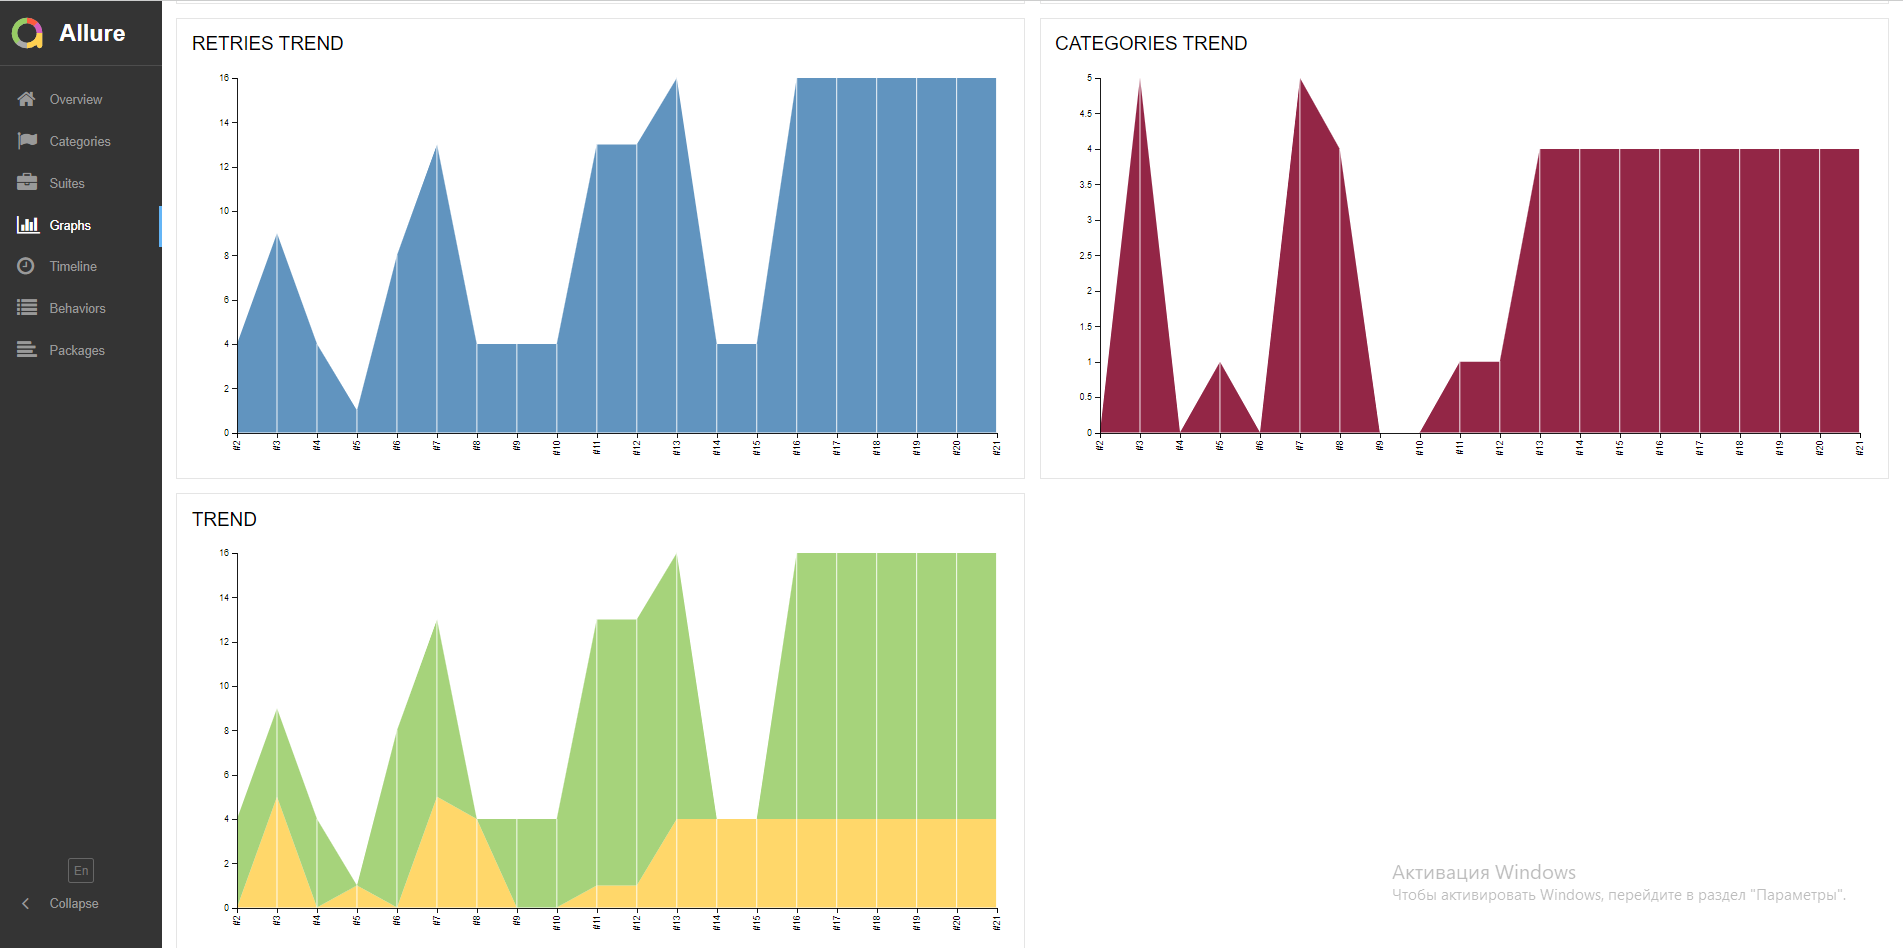 Allure
Overview
Categories
Suites
Graphs
Timeline
Behaviors
Packages
En
Collapse
RETRIES TREND
16
14
12
10
8
6
4
2
0
#2 #3 #4 #5 #6 #7 #8 #9 #10 #11 #12 #13 #14 #15 #16 #17 #18 #19 #20 #21
CATEGORIES TREND
5
4.5
4
3.5
3
2.5
2
1.5
1
0.5
0
#2 #3 #4 #5 #6 #7 #8 #9 #10 #11 #12 #13 #14 #15 #16 #17 #18 #19 #20 #21
TREND
16
14
12
10
8
6
4
2
0
#2 #3 #4 #5 #6 #7 #8 #9 #10 #11 #12 #13 #14 #15 #16 #17 #18 #19 #20 #21
Активация Windows
Чтобы активировать Windows, перейдите в раздел "Параметры".